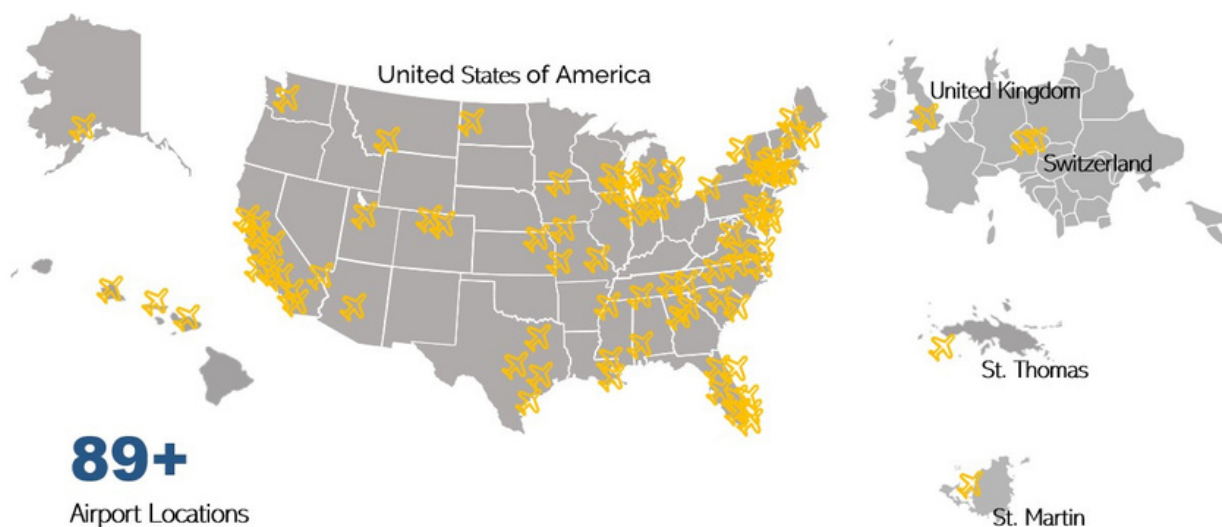 United States of America
United Kingdom
Switzerland
St. Thomas
89+
Airport Locations
St. Martin